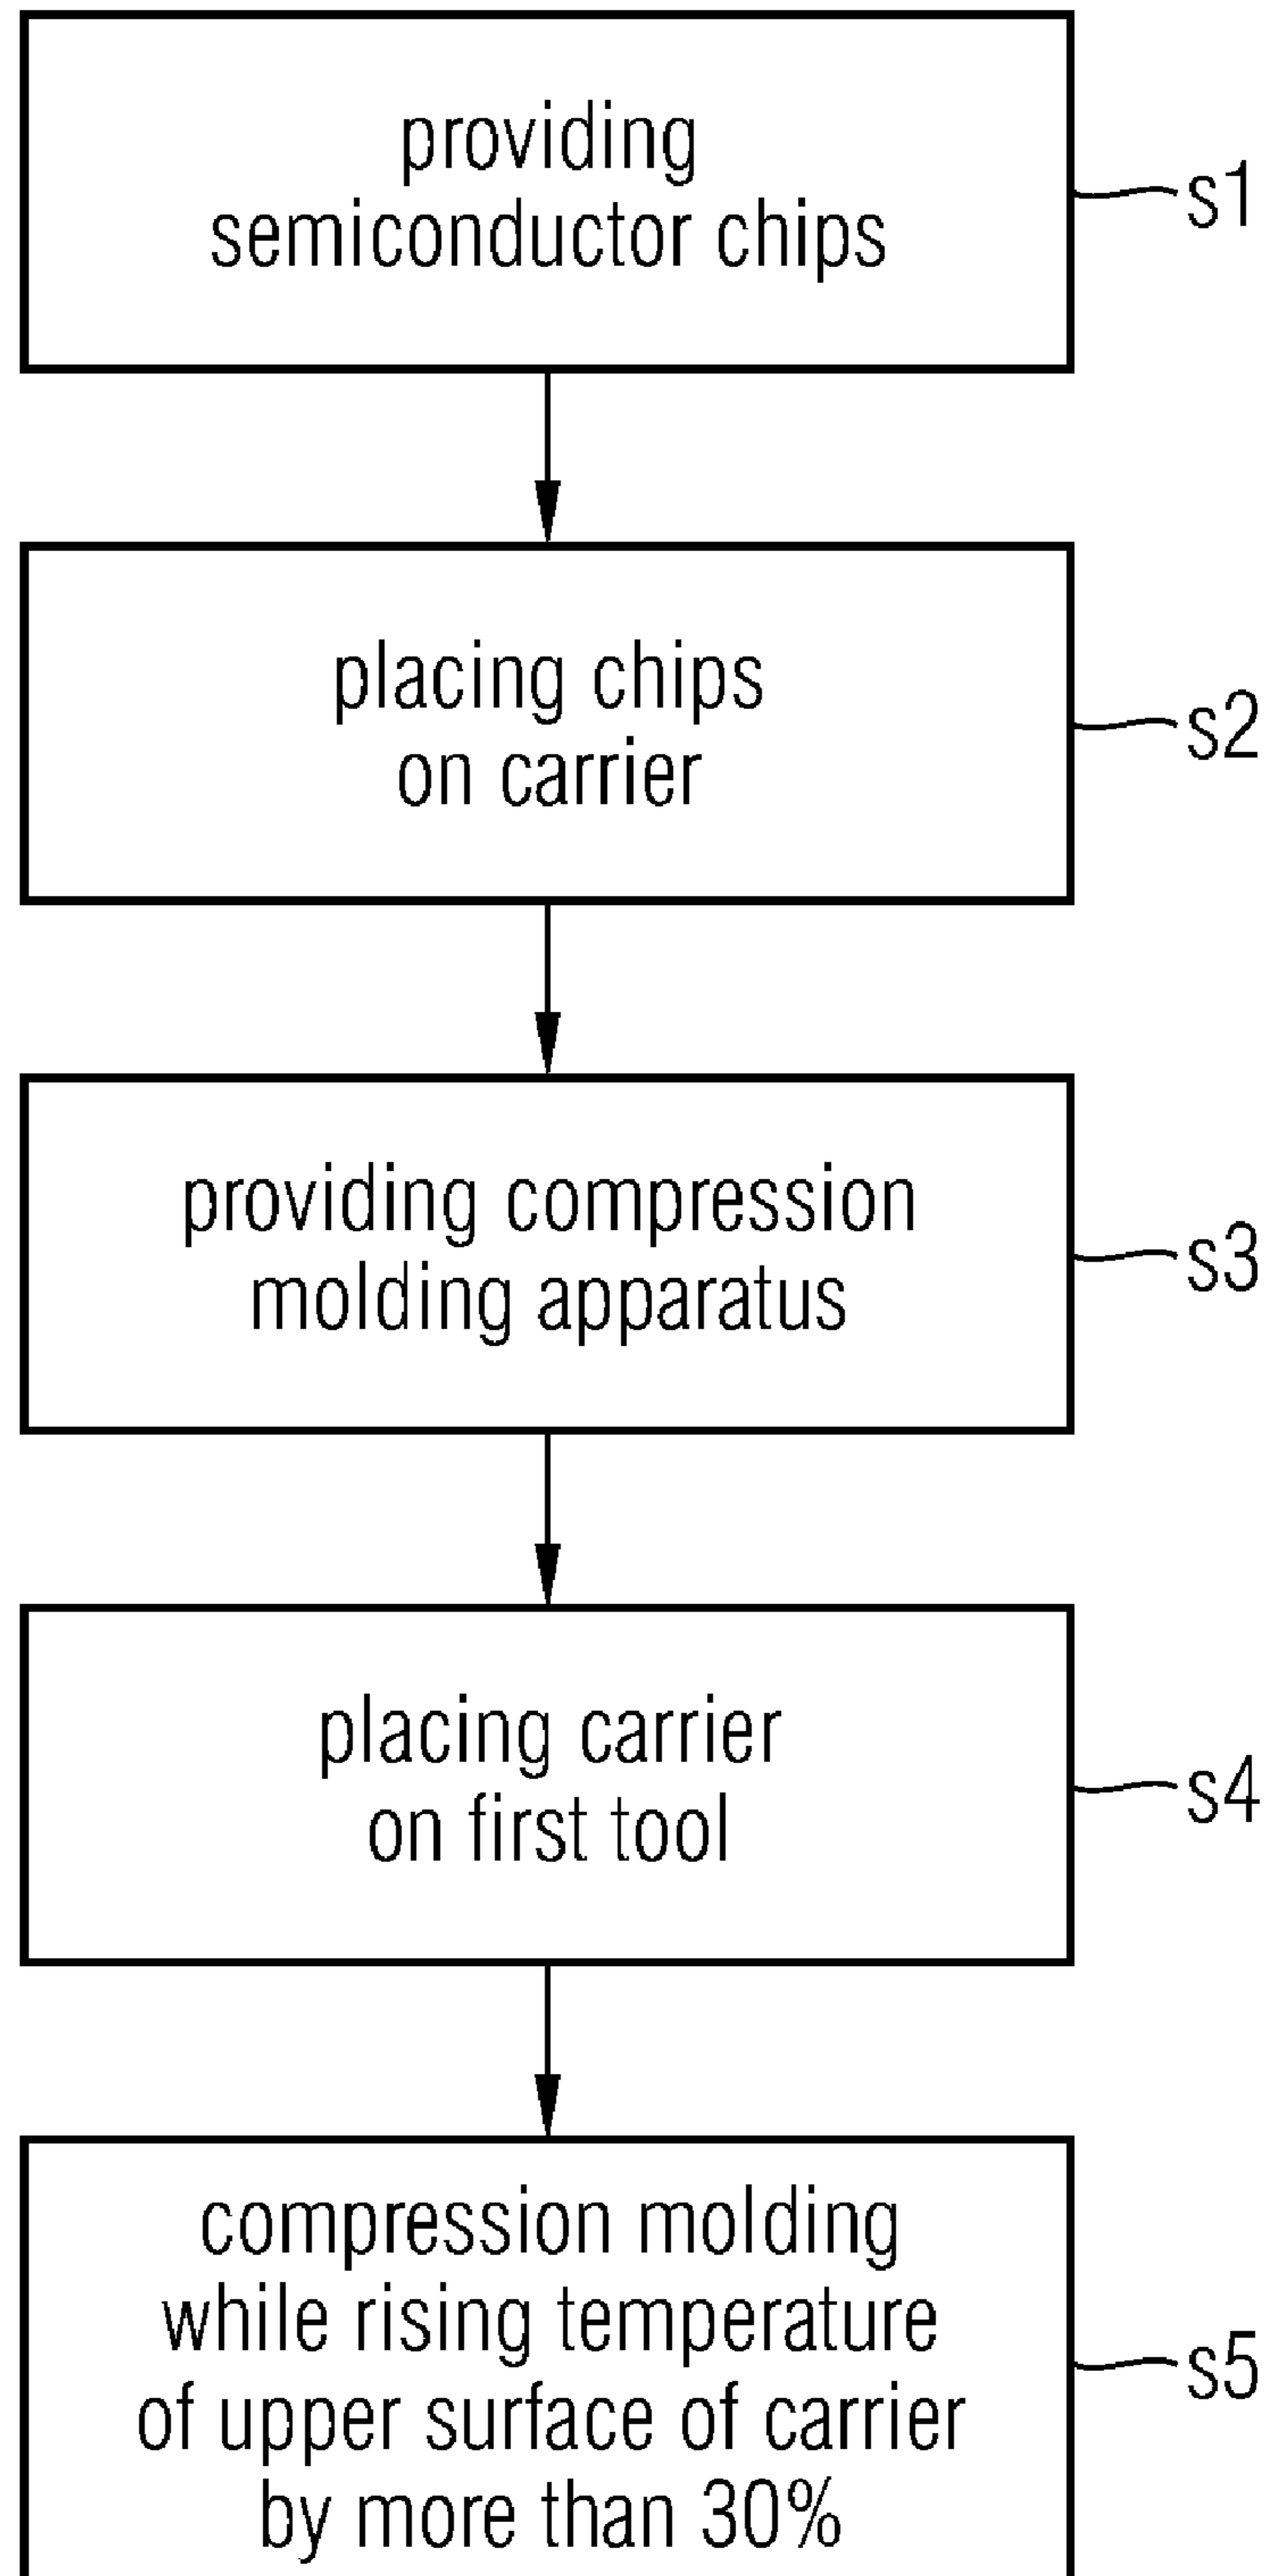 providing
semiconductor chips
s1
placing chips
on carrier
s2
providing compression
molding apparatus
s3
placing carrier
on first tool
s4
compression molding
while rising temperature
of upper surface of carrier
by more than 30%
s5